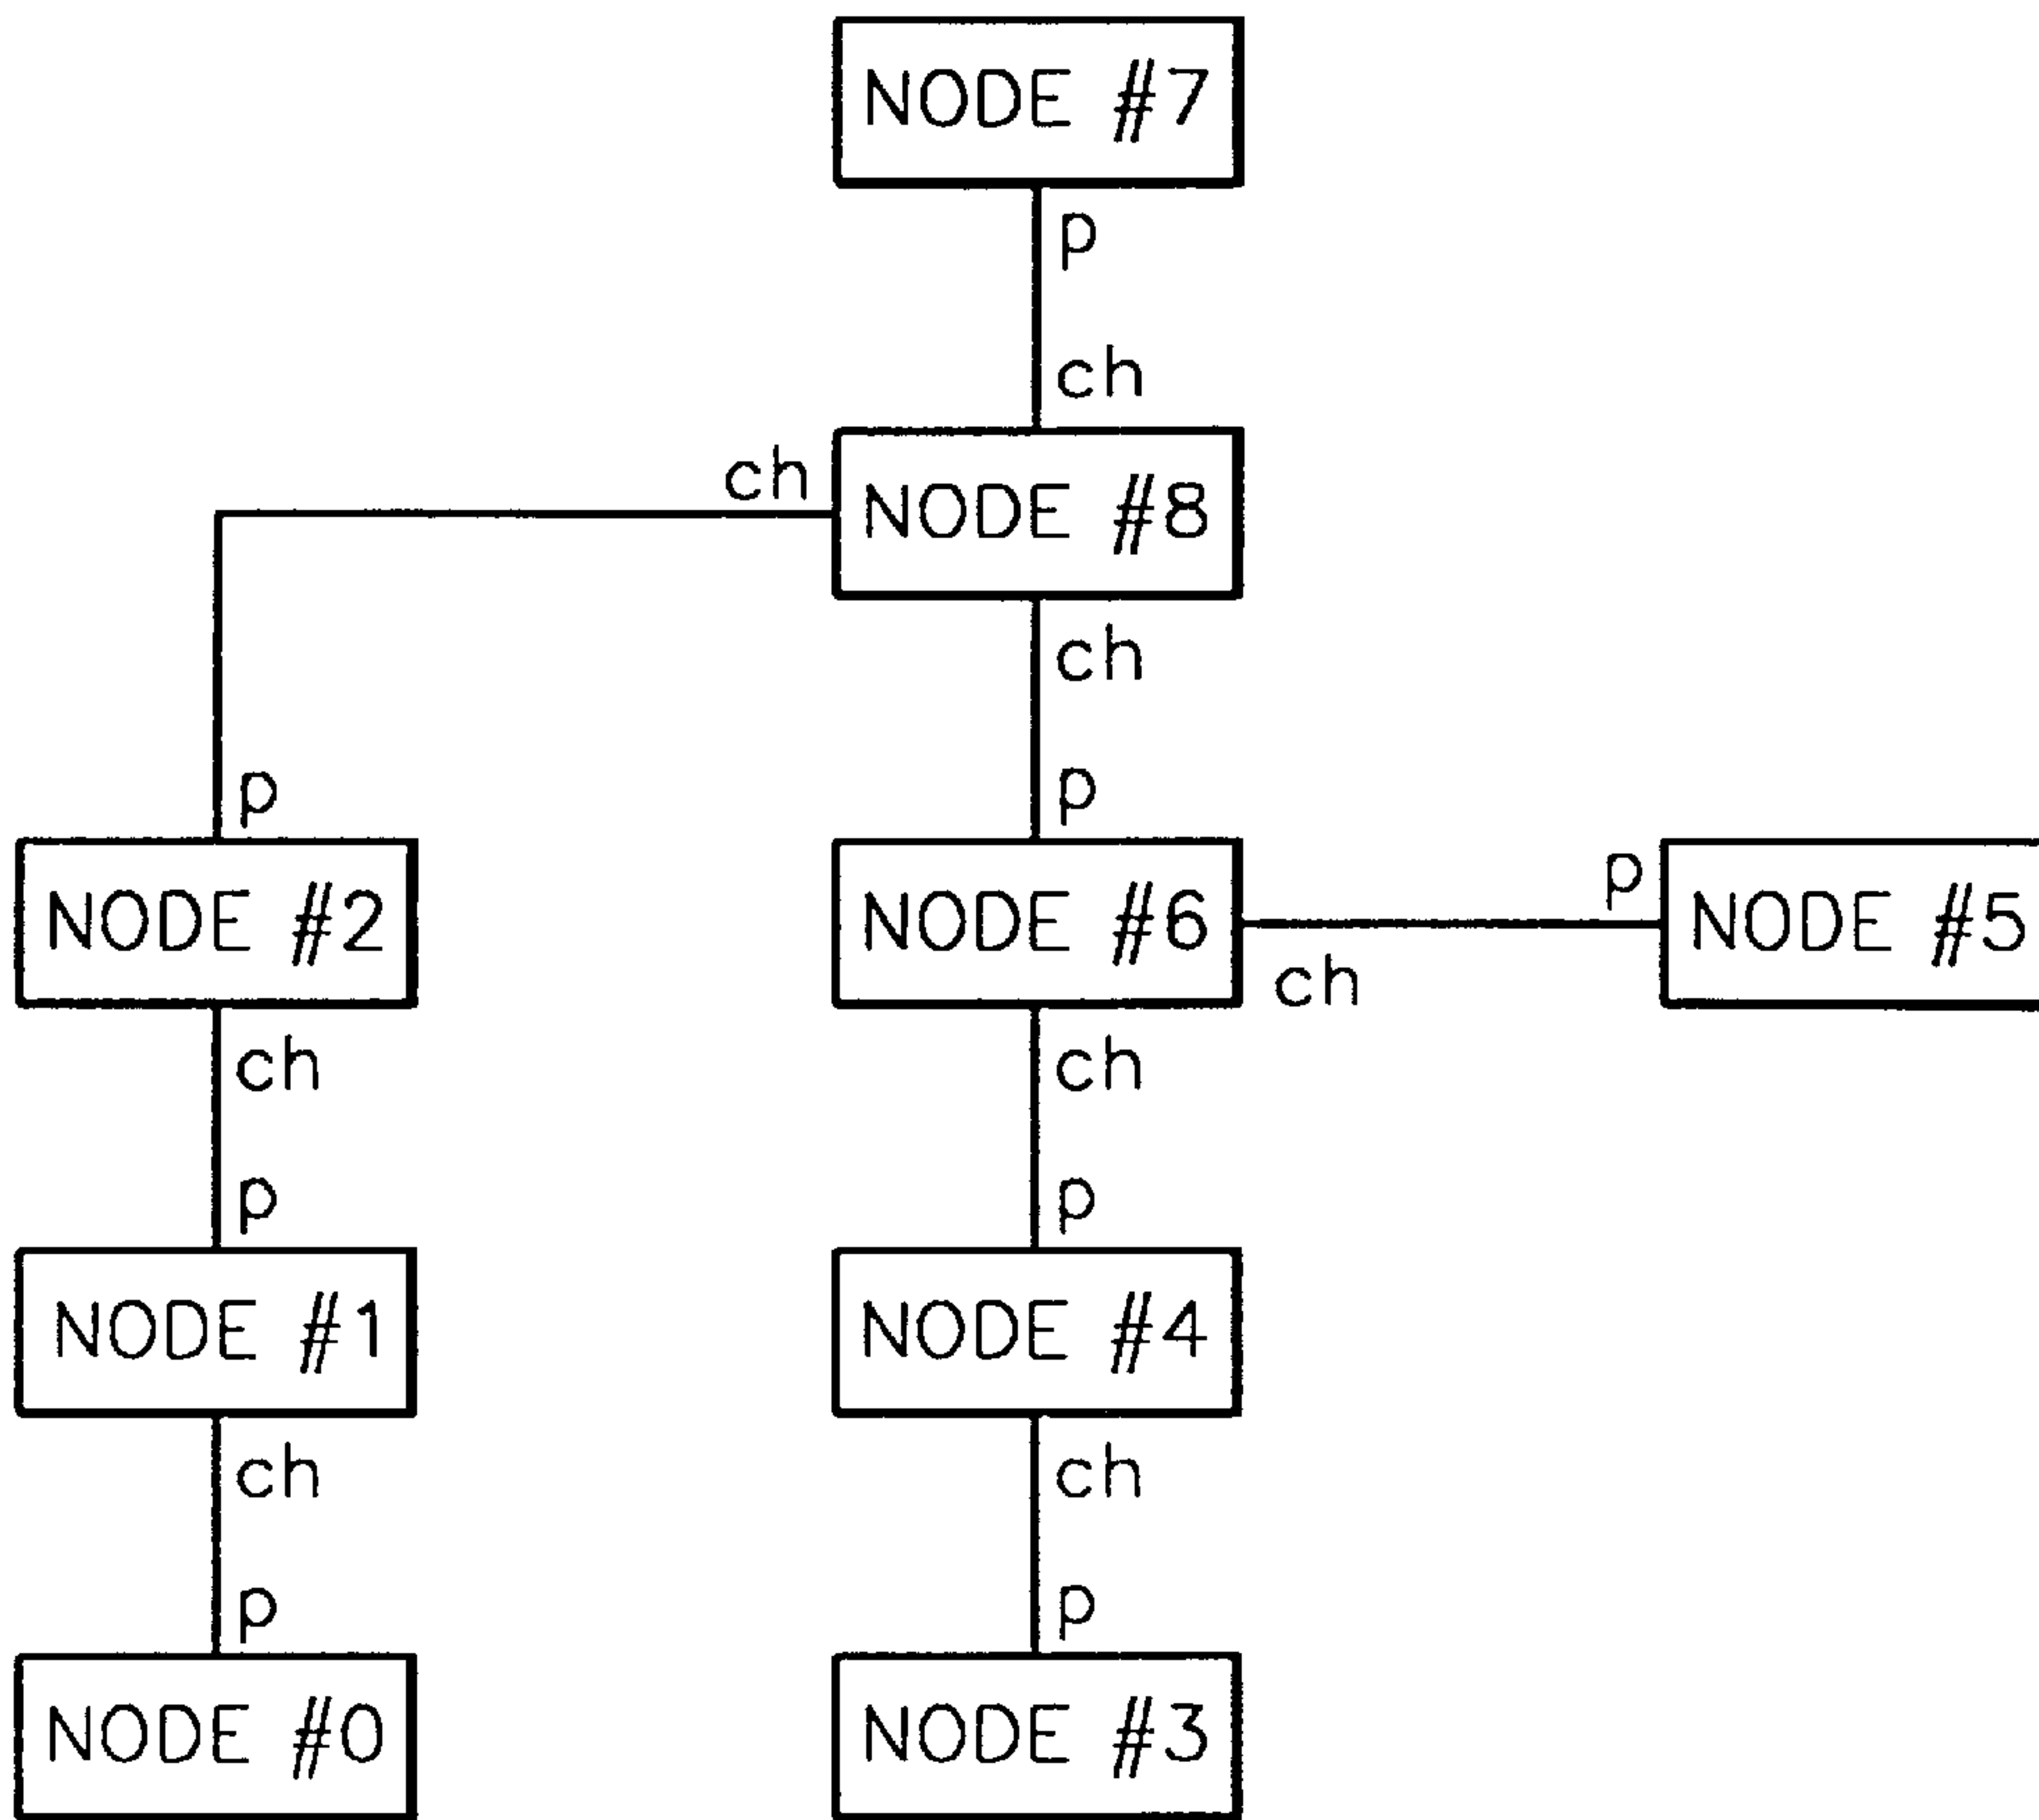 NODE #7
p
ch
ch
NODE #8
ch
p
p
NODE #2
NODE #6
p
NODE #5
ch
ch
ch
p
p
NODE #1
NODE #4
ch
ch
p
p
NODE #0
NODE #3